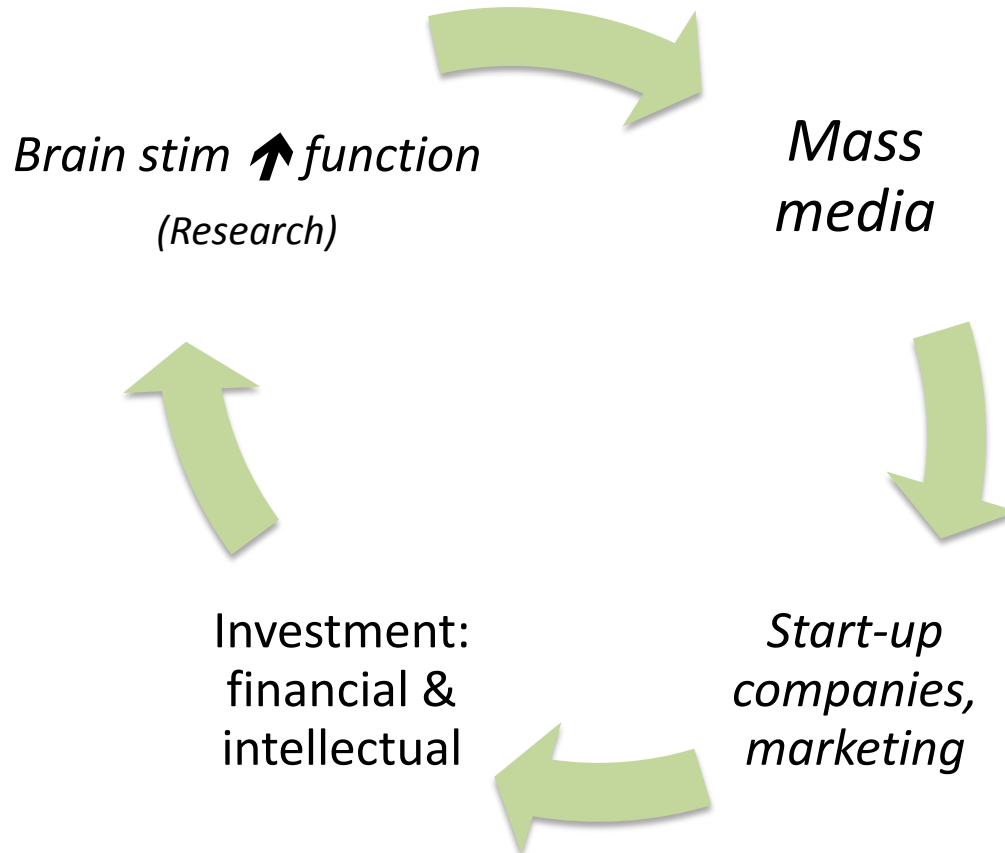 Brain stim ↑ function
(Research)
Mass
media
Start-up
companies,
marketing
Investment:
financial &
intellectual